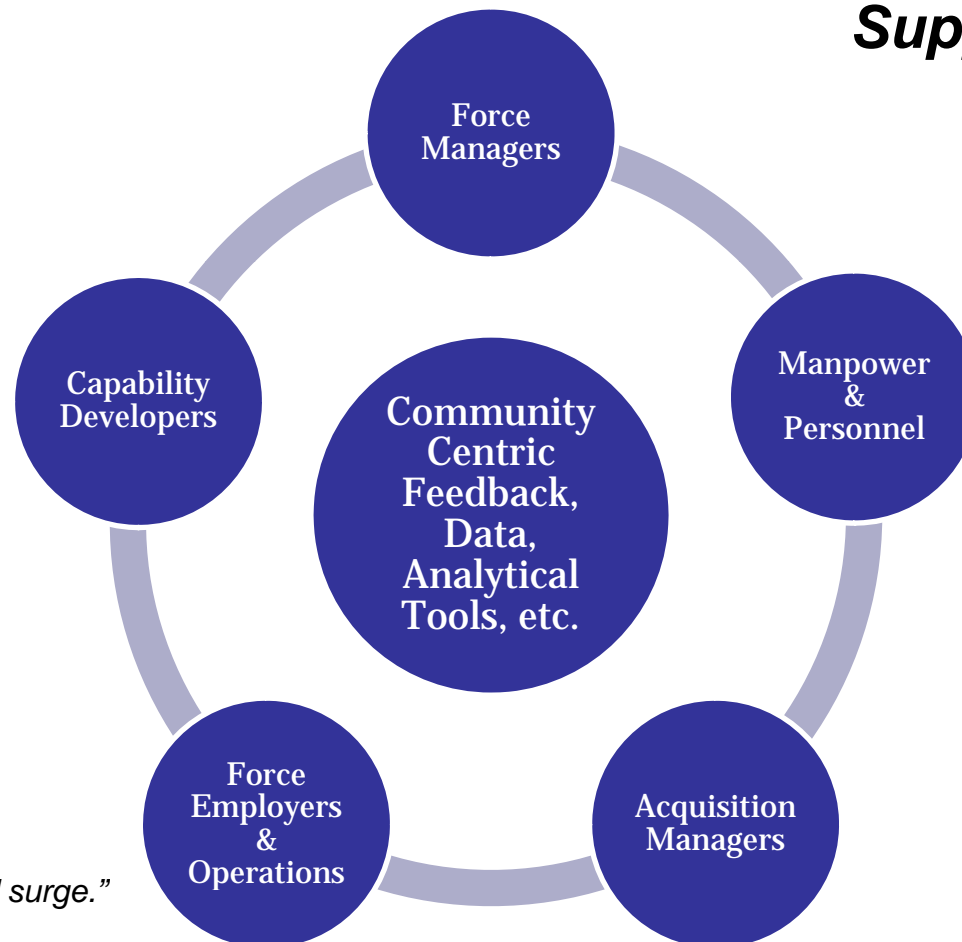 Force
Managers
Capability
Developers
Manpower
&
Personnel
Community
Centric
Feedback,
Data,
Analytical
Tools, etc.
Force
Employers
&
Operations
Acquisition
Managers
surge.”